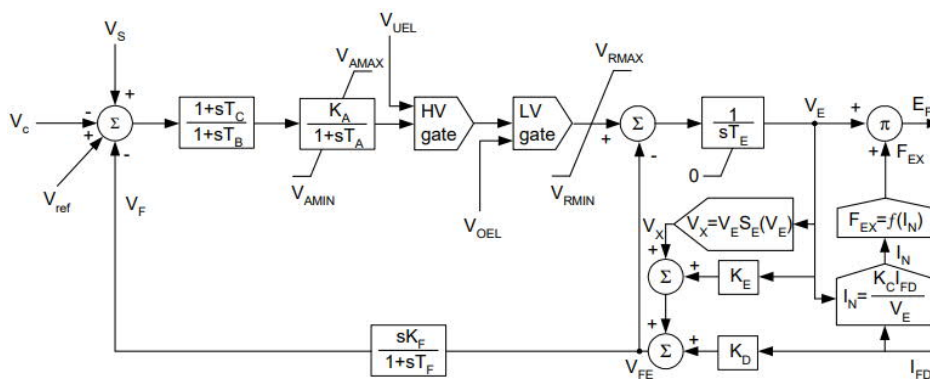 V_S
V_UEL
V_AMAX
V_RMAX
V_C
Σ
1+sT_C
1+sT_B
K_A
1+sT_A
HV
gate
LV
gate
Σ
1
sT_E
V_E
π
E_F
+
-
+
-
+
-
+
+
F_EX
V_ref
V_F
V_AMIN
V_OEL
V_RMIN
0
V_X
V_X=V_E S_E(V_E)
F_EX=f(I_N)
I_N
+
Σ
+
K_E
I_N=
K_C I_FD
V_E
+
sK_F
1+sT_F
Σ
+
K_D
V_FE
I_FD